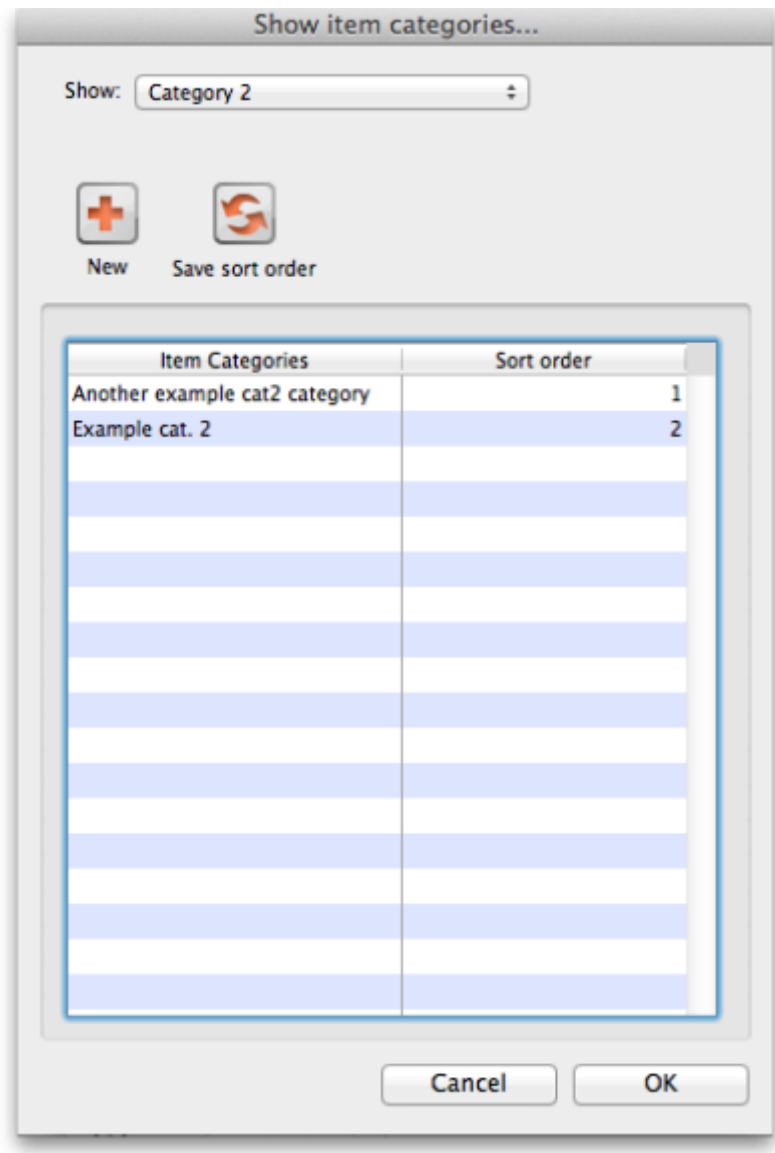 Show item categories...
Show: Category 2
New Save sort order
Item Categories Sort order
Another example cat2 category 1
Example cat. 2 2
Cancel OK